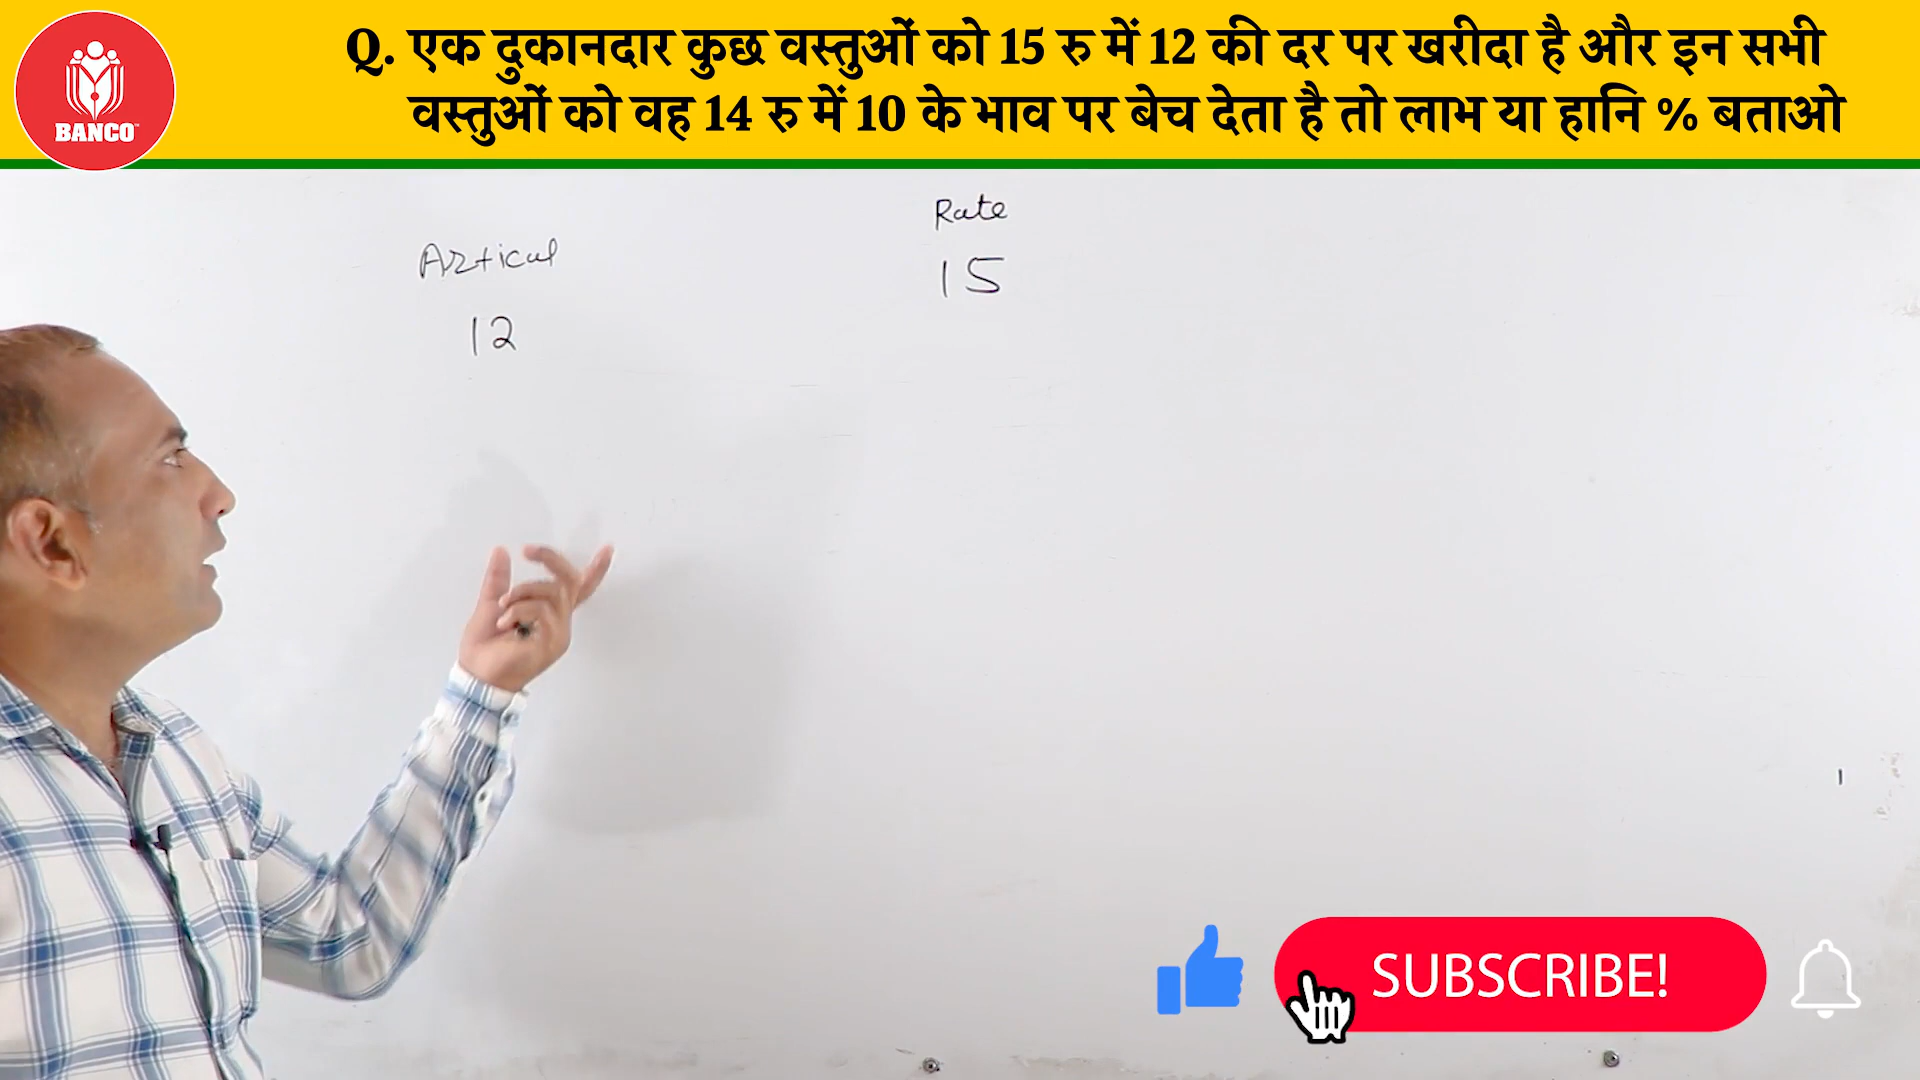 Q. एक दुकानदार कुछ वस्तुओं को 15 रु में 12 की दर पर खरीदा है और इन सभी
वस्तुओं को वह 14 रु में 10 के भाव पर बेच देता है तो लाभ या हानि % बताओ
BANCO
Rate
Artical
15
12
SUBSCRIBE!